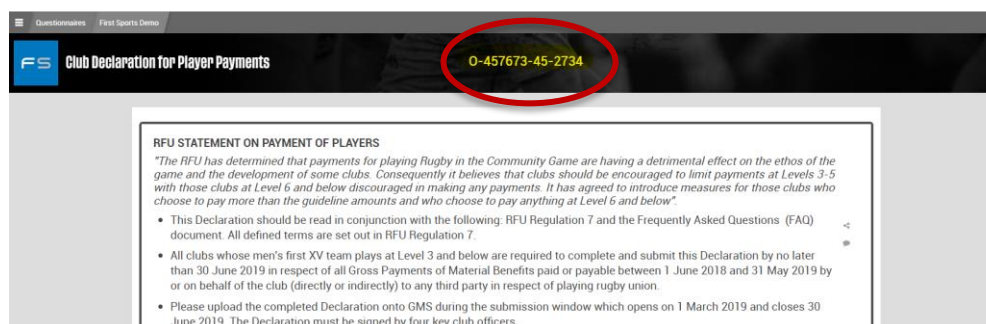 Questionnaires First Sports Demo
FS Club Declaration for Player Payments O-457673-45-2734
RFU STATEMENT ON PAYMENT OF PLAYERS
"The RFU has determined that payments for playing Rugby in the Community Game are having a detrimental effect on the ethos of the
game and the development of some clubs. Consequently it believes that clubs should be encouraged to limit payments at Levels 3-5
with those clubs at Level 6 and below discouraged in making any payments. It has agreed to introduce measures for those clubs who
choose to pay more than the guideline amounts and who choose to pay anything at Level 6 and below".
• This Declaration should be read in conjunction with the following: RFU Regulation 7 and the Frequently Asked Questions (FAQ)
document. All defined terms are set out in RFU Regulation 7.
• All clubs whose men's first XV team plays at Level 3 and below are required to complete and submit this Declaration by no later
than 30 June 2019 in respect of all Gross Payments of Material Benefits paid or payable between 1 June 2018 and 31 May 2019 by
or on behalf of the club (directly or indirectly) to any third party in respect of playing rugby union.
• Please upload the completed Declaration onto GMS during the submission window which opens on 1 March 2019 and closes 30
June 2019. The Declaration must be signed by four key club officers.